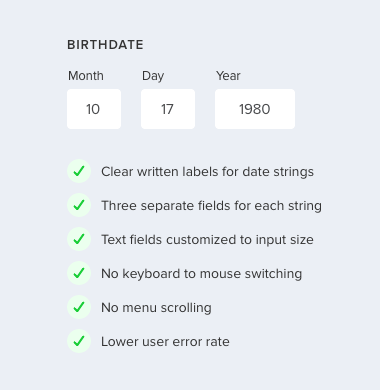 BIRTHDATE
Month Day Year
10 17 1980
Clear written labels for date strings
Three separate fields for each string
Text fields customized to input size
No keyboard to mouse switching
No menu scrolling
Lower user error rate